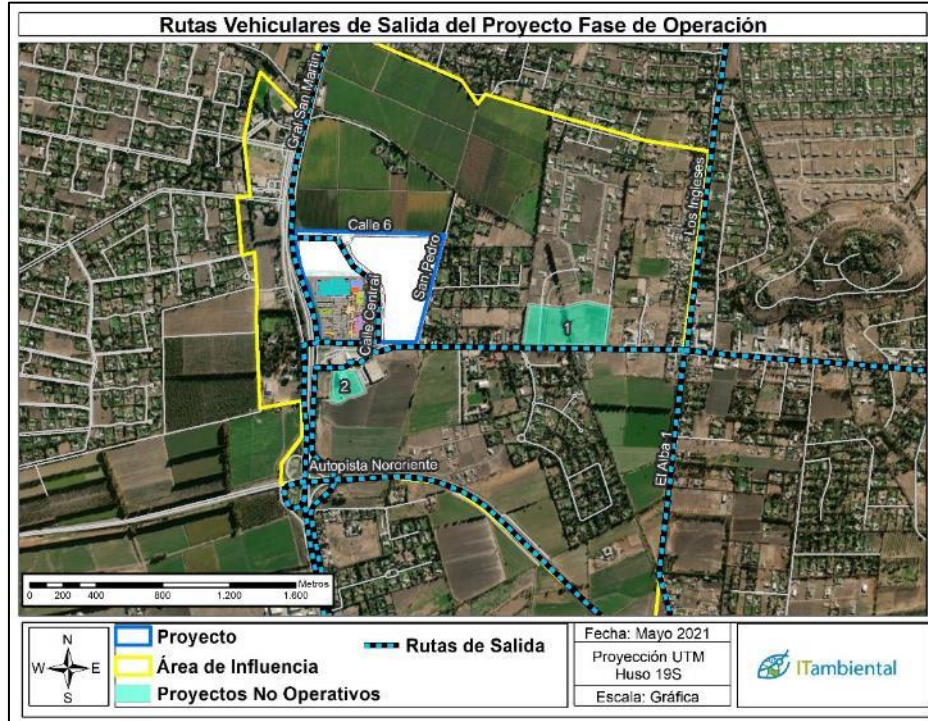 Rutas Vehiculares de Salida del Proyecto Fase de Operación
Gral San Martín
Los Ingleses
Calle 6
San Pedro
Calle Central
1
2
Autopista Nororiente
El Alba 1
Metros
0 200 400 800 1.200 1.600
N
W E
S
Proyecto
Área de Influencia
Proyectos No Operativos
Rutas de Salida
Fecha: Mayo 2021
Proyección UTM
Huso 19S
Escala: Gráfica
ITambiental